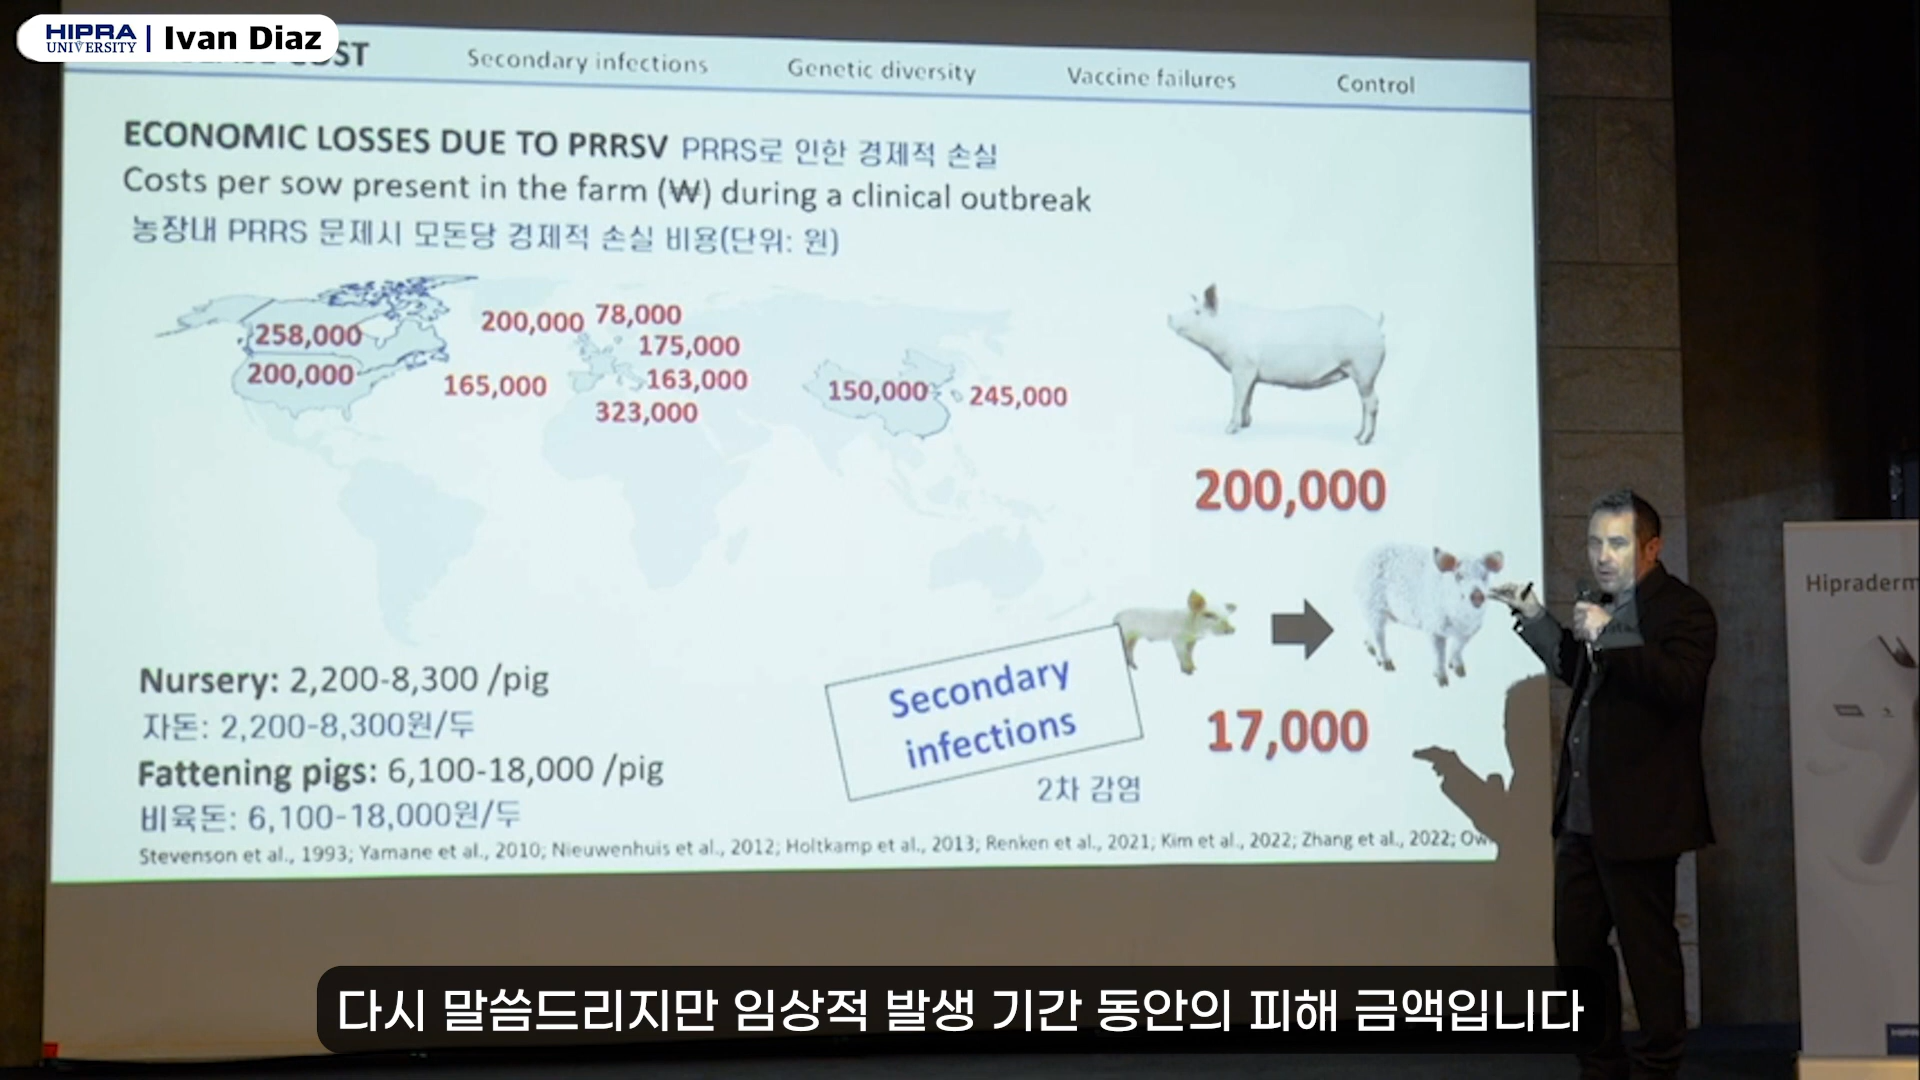 HIPRA
UNIVERSITY
Ivan Diaz
COST
Secondary infections
Genetic diversity
Vaccine failures
Control
ECONOMIC LOSSES DUE TO PRRSV PRRS로 인한 경제적 손실
Costs per sow present in the farm (₩) during a clinical outbreak
농장내 PRRS 문제시 모돈당 경제적 손실 비용(단위: 원)
258,000
200,000
200,000
78,000
175,000
165,000
163,000
323,000
150,000
245,000
200,000
Secondary
infections
2차 감염
17,000
Nursery: 2,200-8,300 /pig
자돈: 2,200-8,300원/두
Fattening pigs: 6,100-18,000 /pig
비육돈: 6,100-18,000원/두
Stevenson et al., 1993; Yamane et al., 2010; Nieuwenhuis et al., 2012; Holtkamp et al., 2013; Renken et al., 2021; Kim et al., 2022; Zhang et al., 2022;
Hipraderm
다시 말씀드리지만 임상적 발생 기간 동안의 피해 금액입니다